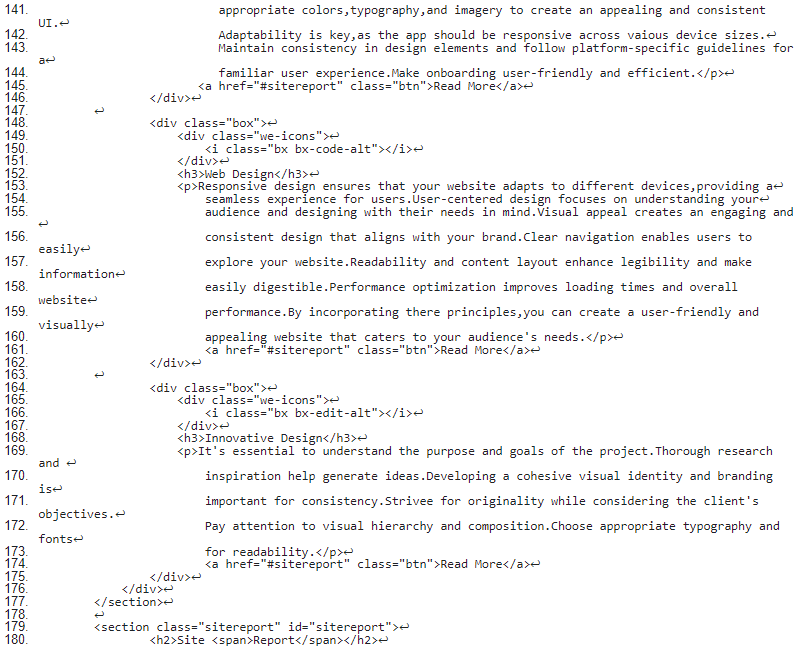 141. appropriate colors,typography,and imagery to create an appealing and consistent
UI.↩
142. Adaptability is key,as the app should be responsive across vaious device sizes.↩
143. Maintain consistency in design elements and follow platform-specific guidelines for
a↩
144. familiar user experience.Make onboarding user-friendly and efficient.</p>↩
145. <a href="#sitereport" class="btn">Read More</a>↩
146. </div>↩
147. ↩
148. <div class="box">↩
149. <div class="we-icons">↩
150. <i class="bx bx-code-alt"></i>↩
151. </div>↩
152. <h3>Web Design</h3>↩
153. <p>Responsive design ensures that your website adapts to different devices,providing a↩
154. seamless experience for users.User-centered design focuses on understanding your↩
155. audience and designing with their needs in mind.Visual appeal creates an engaging and
↩
156. consistent design that aligns with your brand.Clear navigation enables users to
easily↩
157. explore your website.Readability and content layout enhance legibility and make
information↩
158. easily digestible.Performance optimization improves loading times and overall
website↩
159. performance.By incorporating there principles,you can create a user-friendly and
visually↩
160. appealing website that caters to your audience's needs.</p>↩
161. <a href="#sitereport" class="btn">Read More</a>↩
162. </div>↩
163. ↩
164. <div class="box">↩
165. <div class="we-icons">↩
166. <i class="bx bx-edit-alt"></i>↩
167. </div>↩
168. <h3>Innovative Design</h3>↩
169. <p>It's essential to understand the purpose and goals of the project.Thorough research
and ↩
170. inspiration help generate ideas.Developing a cohesive visual identity and branding
is↩
171. important for consistency.Strivee for originality while considering the client's
objectives.↩
172. Pay attention to visual hierarchy and composition.Choose appropriate typography and
fonts↩
173. for readability.</p>↩
174. <a href="#sitereport" class="btn">Read More</a>↩
175. </div>↩
176. </div>↩
177. </section>↩
178. ↩
179. <section class="sitereport" id="sitereport">↩
180. <h2>Site <span>Report</span></h2>↩